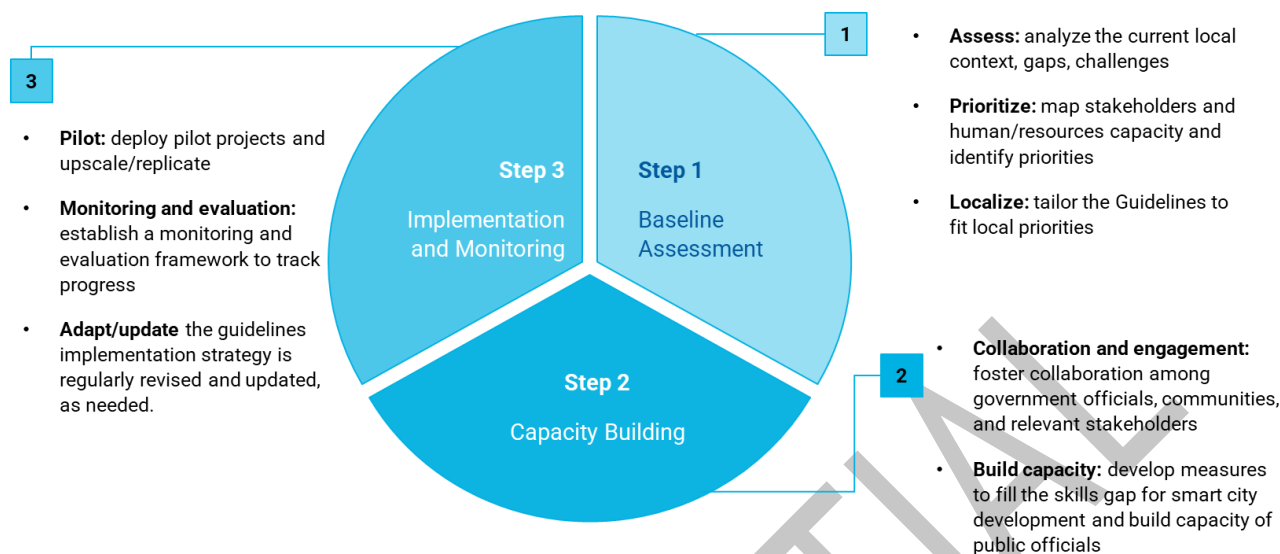 1
• Assess: analyze the current local
context, gaps, challenges
• Prioritize: map stakeholders and
human/resources capacity and
identify priorities
• Localize: tailor the Guidelines to
fit local priorities
Step 1
Baseline
Assessment
2
• Collaboration and engagement:
foster collaboration among
government officials, communities,
and relevant stakeholders
• Build capacity: develop measures
to fill the skills gap for smart city
development and build capacity of
public officials
Step 2
Capacity Building
3
• Pilot: deploy pilot projects and
upscale/replicate
• Monitoring and evaluation:
establish a monitoring and
evaluation framework to track
progress
• Adapt/update the guidelines
implementation strategy is
regularly revised and updated,
as needed.
Step 3
Implementation
and Monitoring
TIAL